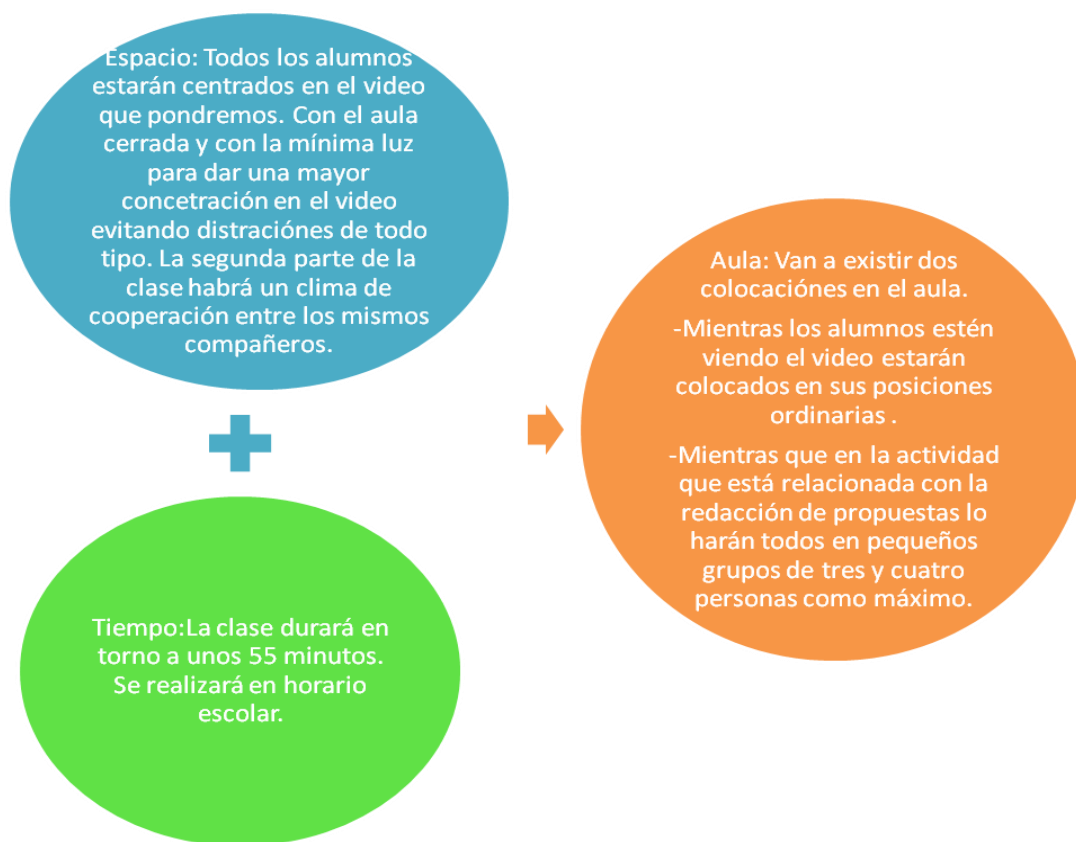 Espacio: Todos los alumnos
estarán centrados en el video
que pondremos. Con el aula
cerrada y con la mínima luz
para dar una mayor
concetración en el video
evitando distraciónes de todo
tipo. La segunda parte de la
clase habrá un clima de
cooperación entre los mismos
compañeros.
Tiempo:La clase durará en
torno a unos 55 minutos.
Se realizará en horario
escolar.
Aula: Van a existir dos
colocaciónes en el aula.
-Mientras los alumnos estén
viendo el video estarán
colocados en sus posiciones
ordinarias .
-Mientras que en la actividad
que está relacionada con la
redacción de propuestas lo
harán todos en pequeños
grupos de tres y cuatro
personas como máximo.